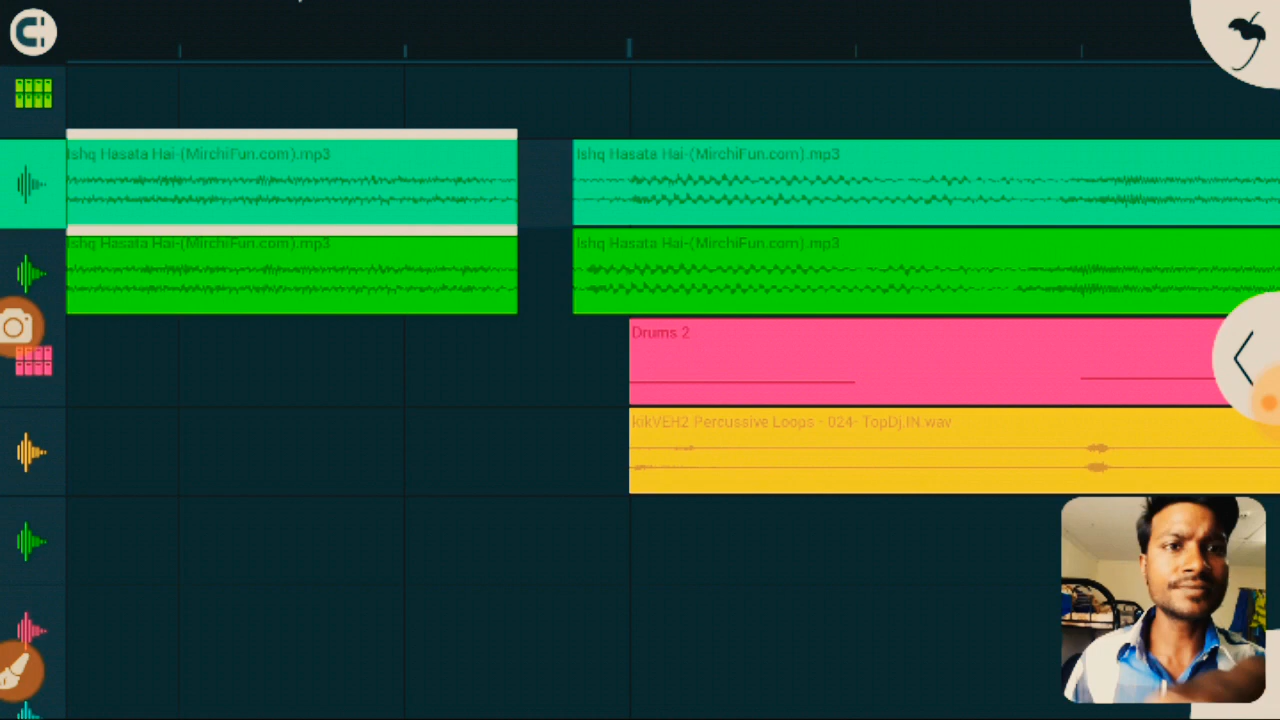 Ishq Hasata Hai-(MirchiFun.com).mp3
Ishq Hasata Hai-(MirchiFun.com).mp3
Ishq Hasata Hai-(MirchiFun.com).mp3
Ishq Hasata Hai-(MirchiFun.com).mp3
Drums 2
kikVEH2 Percussive Loops - 024- TopDj.IN.wav